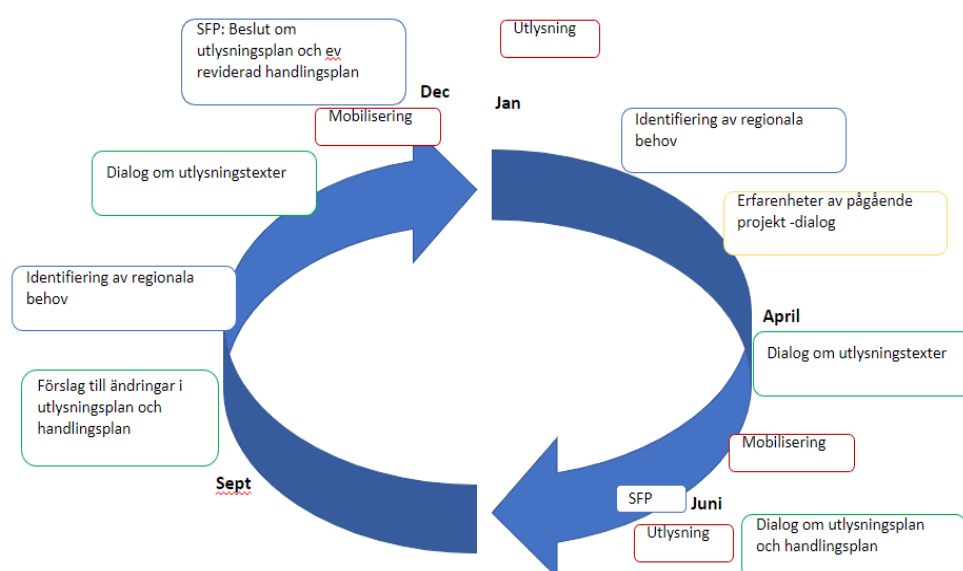 SFP: Beslut om
utlysningsplan och ev
reviderad handlingsplan
Utlysning
Dec
Jan
Mobilisering
Identifiering av regionala
behov
Dialog om utlysningstexter
Erfarenheter av pågående
projekt -dialog
Identifiering av regionala
behov
April
Dialog om utlysningstexter
Förslag till ändringar i
utlysningsplan och
handlingsplan
Mobilisering
Sept
SFP
Juni
Utlysning
Dialog om utlysningsplan
och handlingsplan